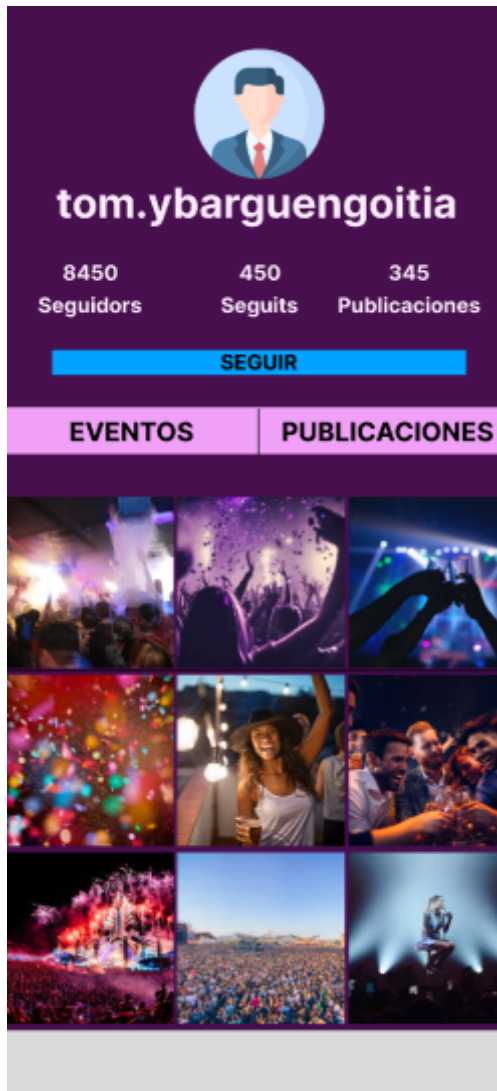 tom.ybarguengoitia
8450 450 345
Seguidors Seguits Publicaciones
SEGUIR
EVENTOS PUBLICACIONES